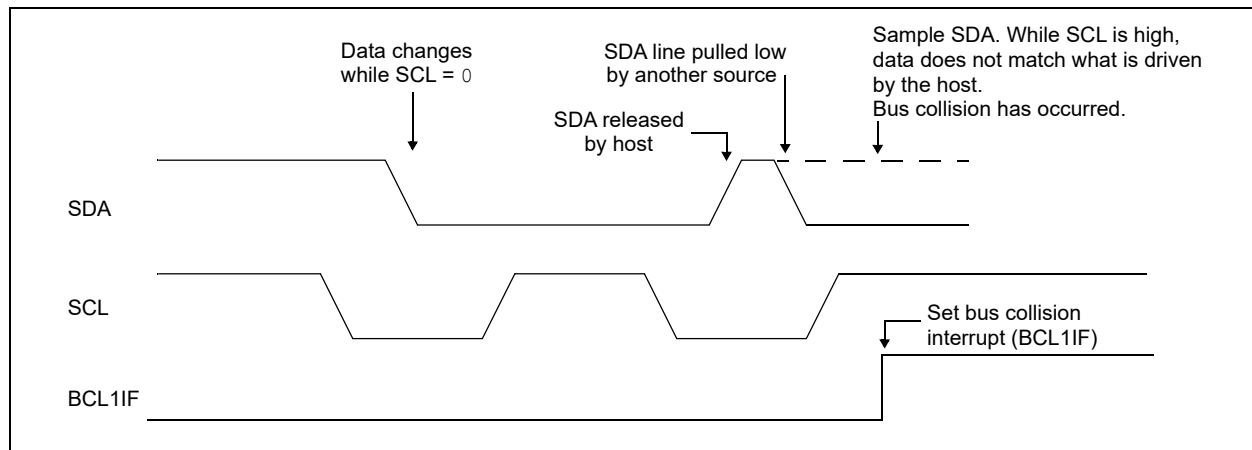 Data changes
while SCL = 0
SDA line pulled low
by another source
Sample SDA. While SCL is high,
data does not match what is driven
by the host.
Bus collision has occurred.
SDA released
by host
SDA
SCL
Set bus collision
interrupt (BCL1IF)
BCL1IF